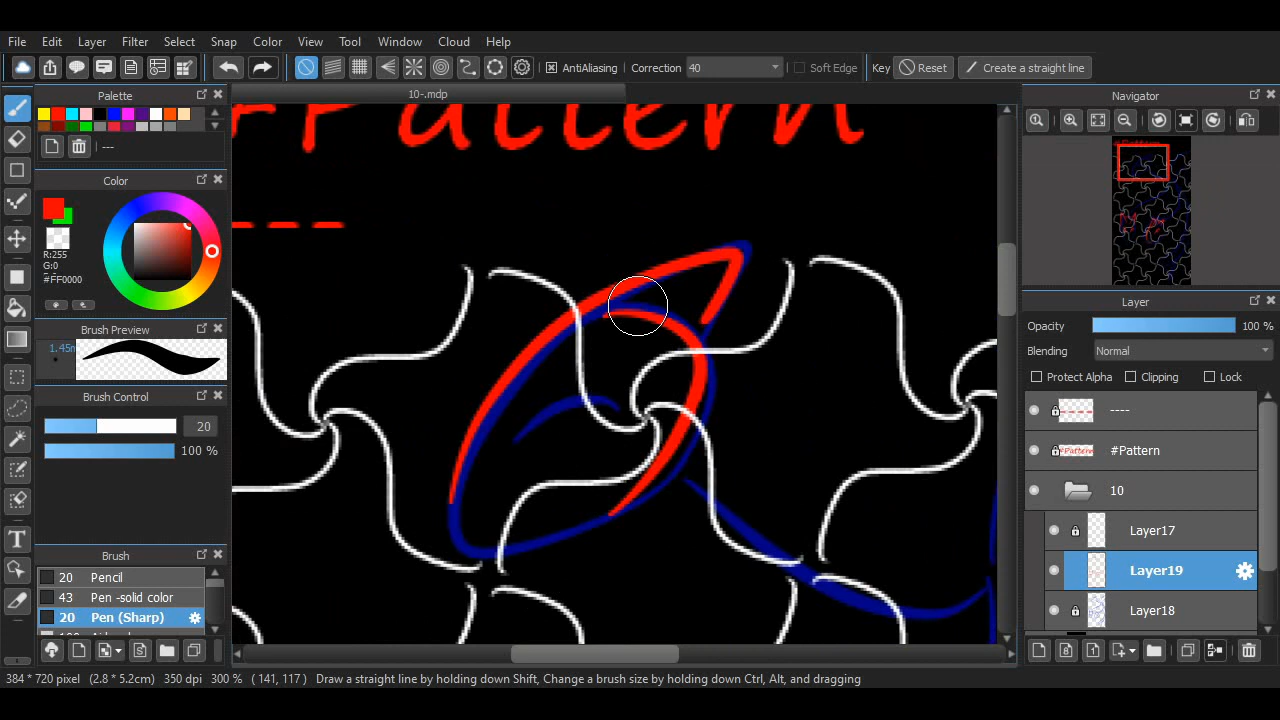 File Edit Layer Filter Select Snap Color View Tool Window Cloud Help
AntiAliasing Correction 40 Soft Edge Key Reset Create a straight line
Palette
---
Color
R:255
G:0
#FF0000
Brush Preview
Brush Control
20
100 %
Brush
20 Pencil
43 Pen -solid color
20 Pen (Sharp)
10-.mdp
#Pattern
Navigator
Layer
Opacity 100 %
Blending Normal
Protect Alpha Clipping Lock
----
#Pattern
10
Layer17
Layer19
Layer18
384 * 720 pixel (2.8 * 5.2cm) 350 dpi 300 % ( 141, 117 ) Draw a straight line by holding down Shift, Change a brush size by holding down Ctrl, Alt, and dragging